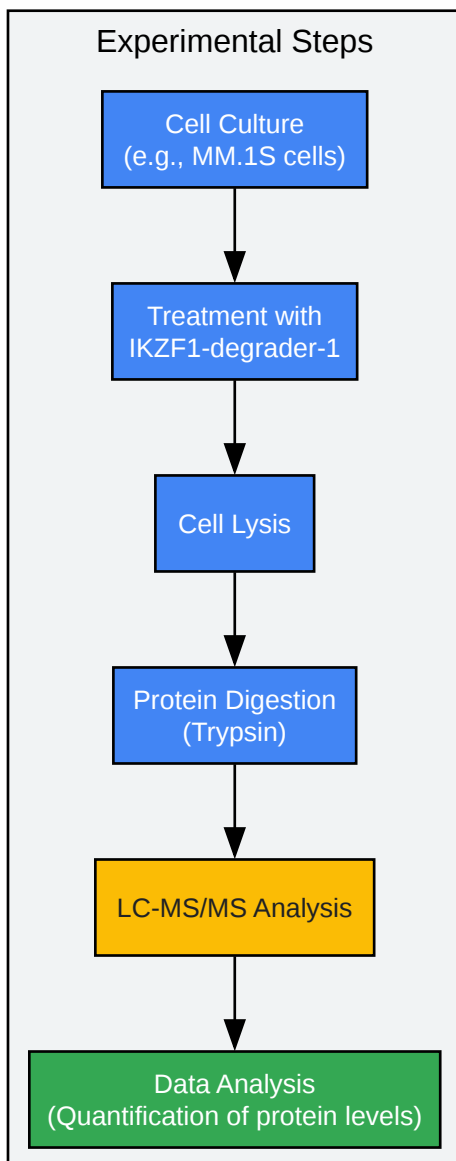 Experimental Steps
Cell Culture
(e.g., MM.1S cells)
Treatment with
IKZF1-degrader-1
Cell Lysis
Protein Digestion
(Trypsin)
LC-MS/MS Analysis
Data Analysis
(Quantification of protein levels)